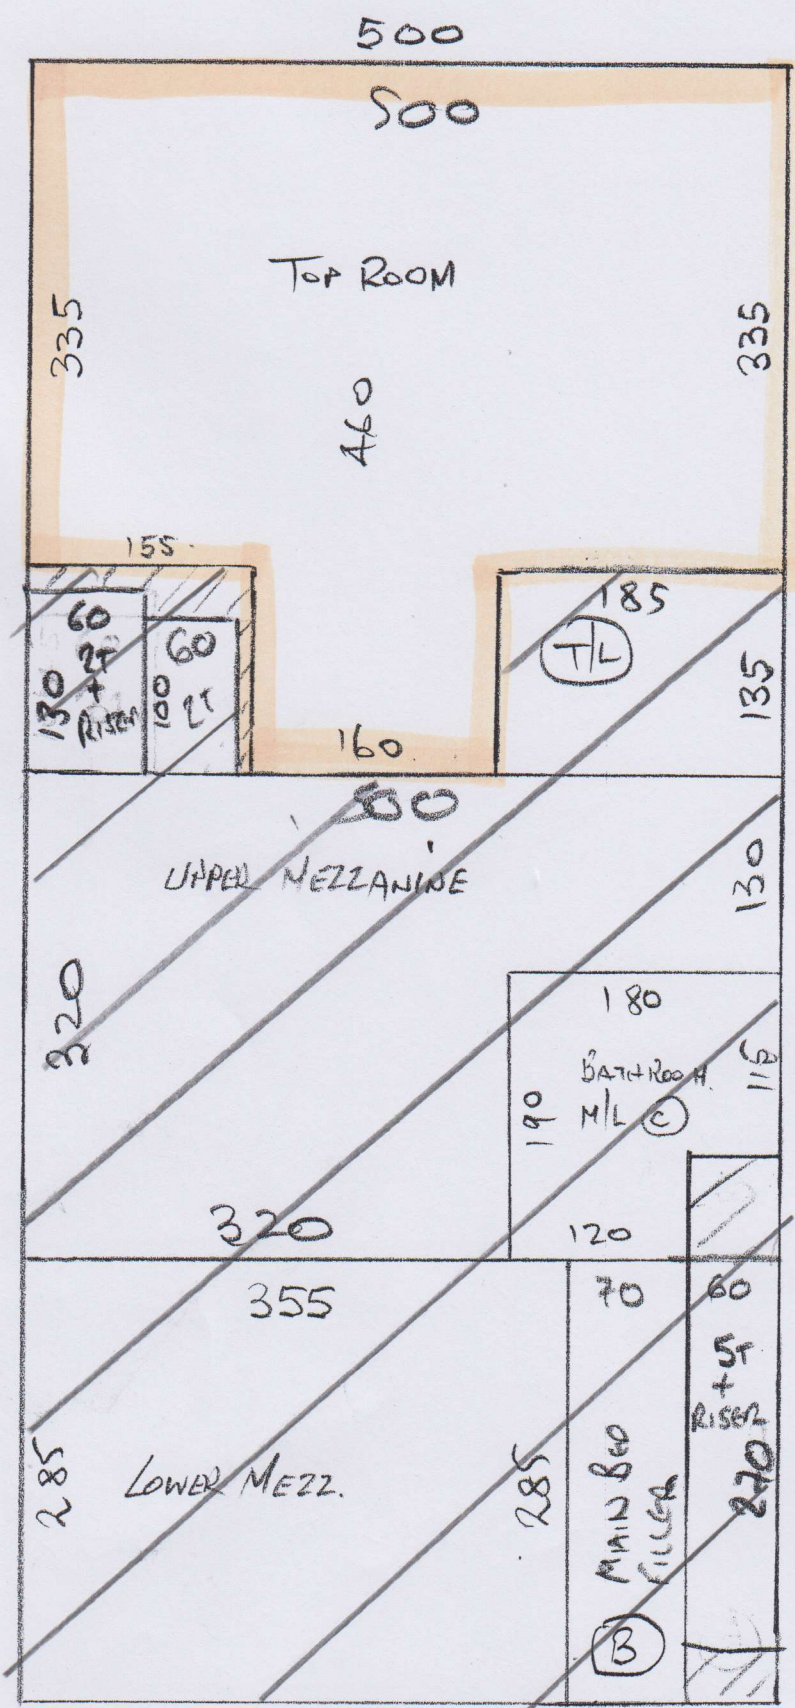 500
500
TOP ROOM
335
335
460
155
60
2T
+
RISER
130
60
100
2T
185
T/L
135
160
500
UPPER MEZZANINE
130
320
180
BATHROOM.
M/L C
115
190
320
120
355
70
60
5T
+
RISER
270
285
LOWER MEZZ.
285
MAIN BED
FILLER
B